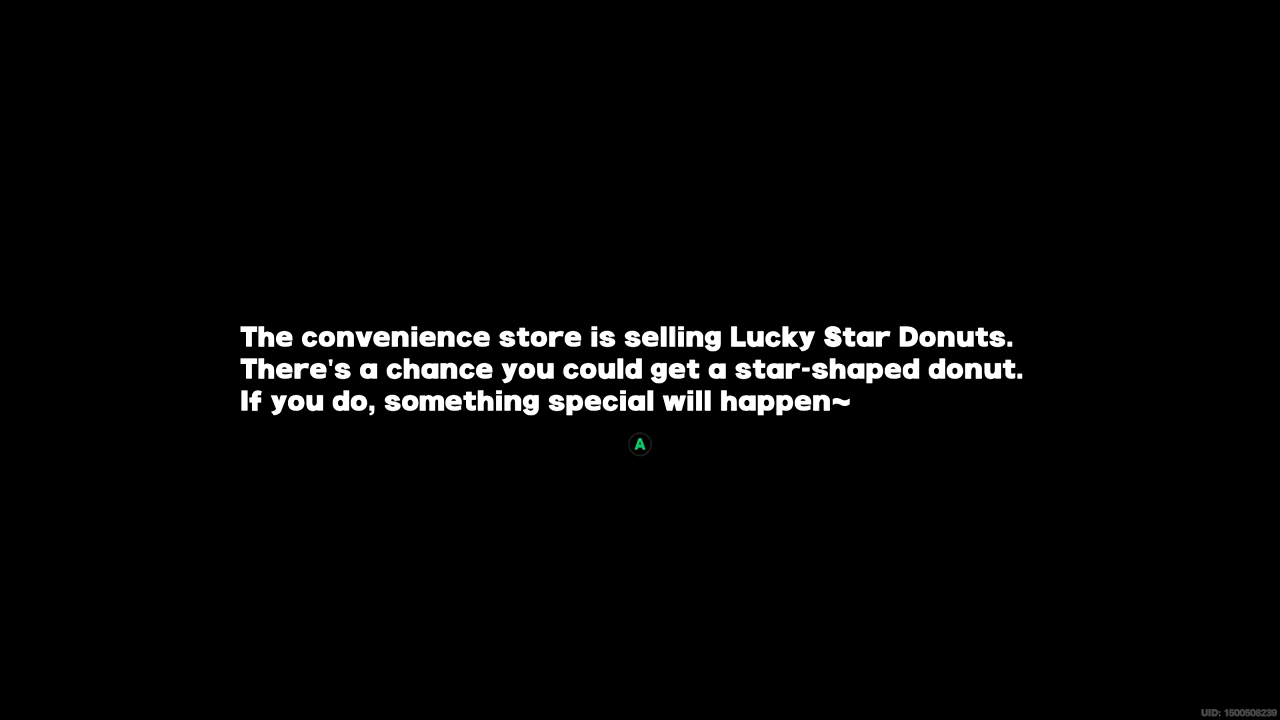 The convenience store is selling Lucky Star Donuts.
There's a chance you could get a star-shaped donut.
If you do, something special will happen~
A
UID: 1500508239